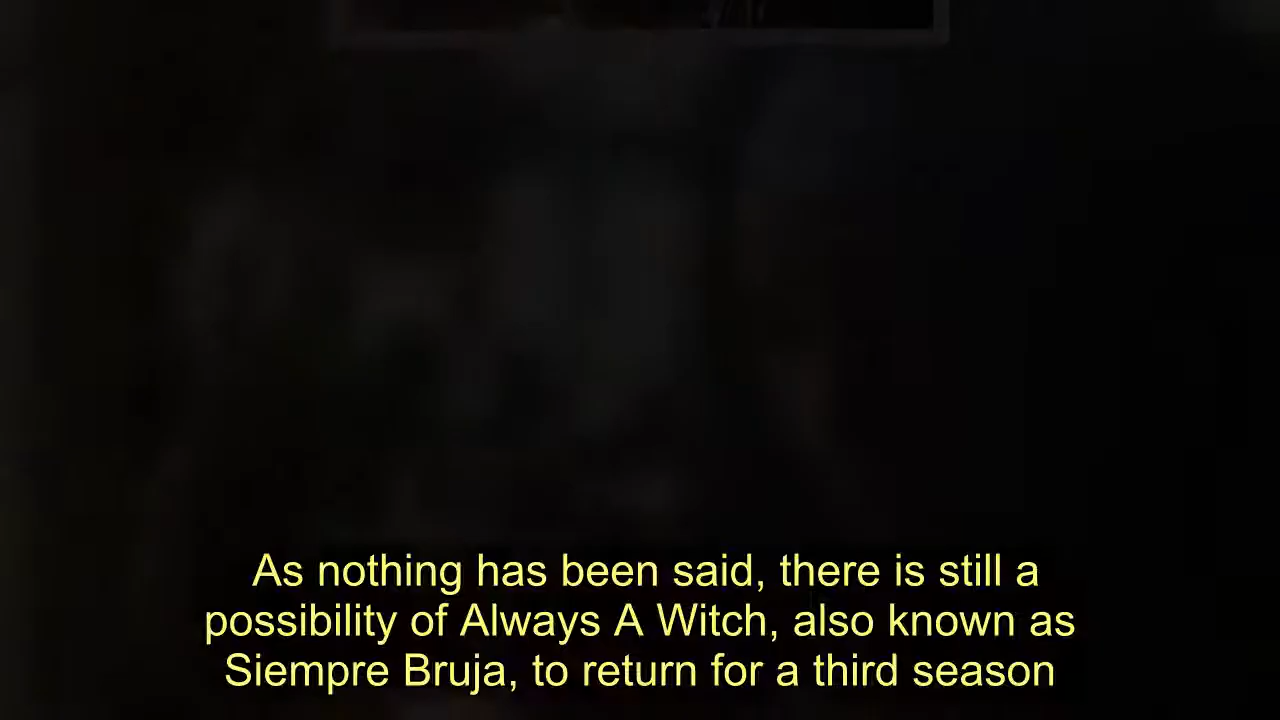 As nothing has been said, there is still a
possibility of Always A Witch, also known as
Siempre Bruja, to return for a third season